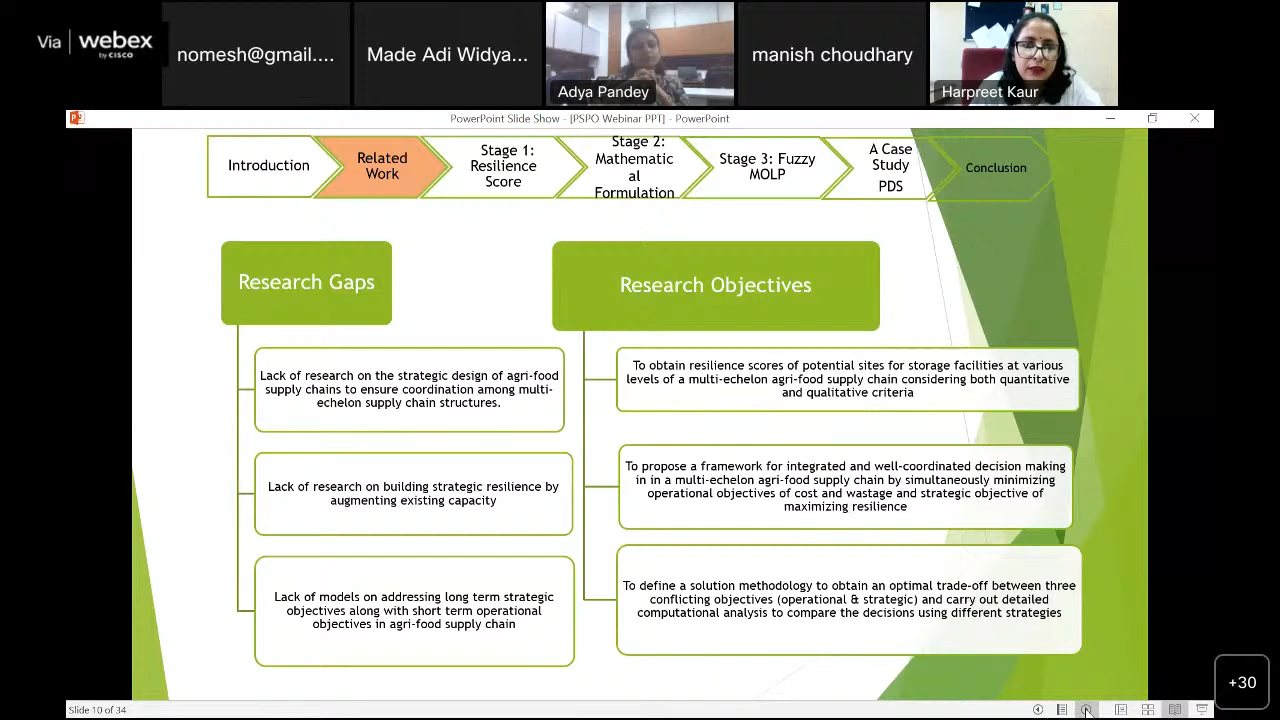 Via webex
by CISCO
nomesh@gmail....
Made Adi Widya...
Adya Pandey
manish choudhary
Harpreet Kaur
PowerPoint Slide Show - [PSPO Webinar PPT] - PowerPoint
Introduction
Related
Work
Stage 1:
Resilience
Score
Stage 2:
Mathematic
al
Formulation
Stage 3: Fuzzy
MOLP
A Case
Study
PDS
Conclusion
Research Gaps
Lack of research on the strategic design of agri-food
supply chains to ensure coordination among multi-
echelon supply chain structures.
Lack of research on building strategic resilience by
augmenting existing capacity
Lack of models on addressing long term strategic
objectives along with short term operational
objectives in agri-food supply chain
Research Objectives
To obtain resilience scores of potential sites for storage facilities at various
levels of a multi-echelon agri-food supply chain considering both quantitative
and qualitative criteria
To propose a framework for integrated and well-coordinated decision making
in in a multi-echelon agri-food supply chain by simultaneously minimizing
operational objectives of cost and wastage and strategic objective of
maximizing resilience
To define a solution methodology to obtain an optimal trade-off between three
conflicting objectives (operational & strategic) and carry out detailed
computational analysis to compare the decisions using different strategies
+30
Slide 10 of 34